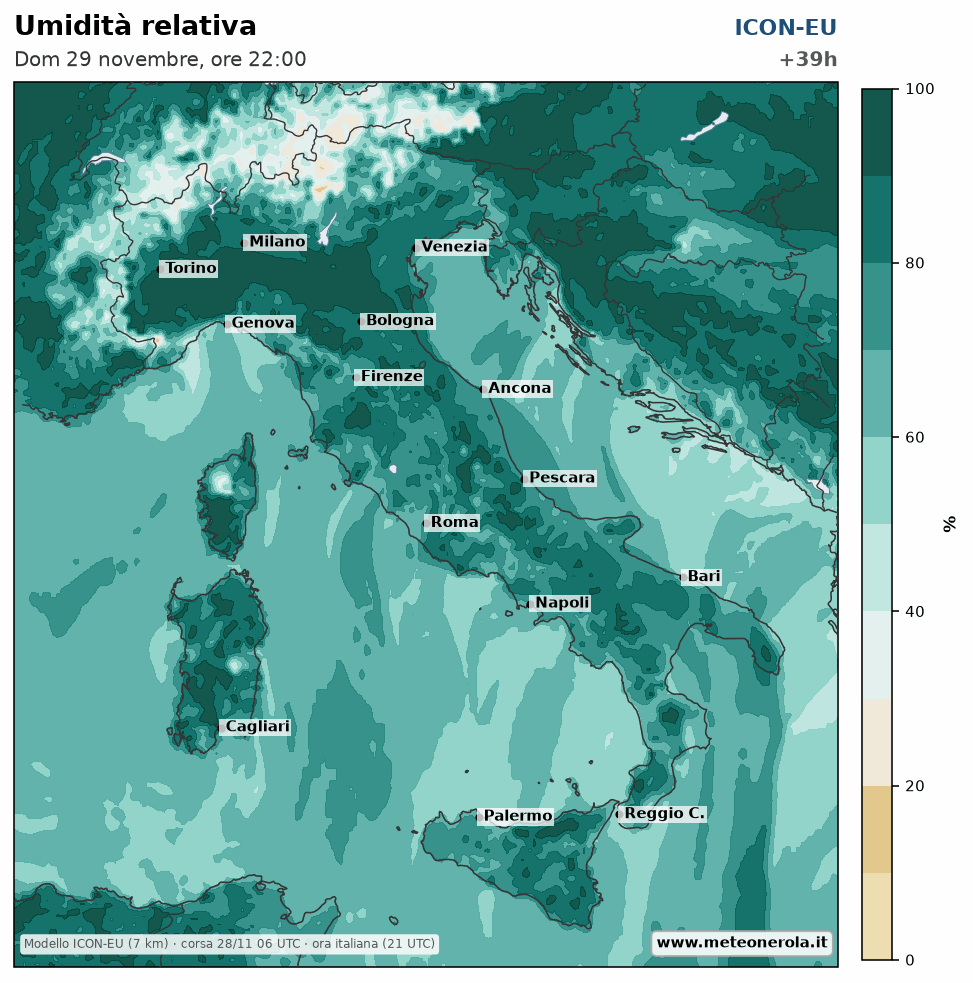 Umidità relativa
ICON-EU
Dom 29 novembre, ore 22:00
+39h
100
80
60
40
20
0
%
Milano
Venezia
Torino
Genova
Bologna
Firenze
Ancona
Pescara
Roma
Bari
Napoli
Cagliari
Palermo
Reggio C.
Modello ICON-EU (7 km) · corsa 28/11 06 UTC · ora italiana (21 UTC)
www.meteonerola.it